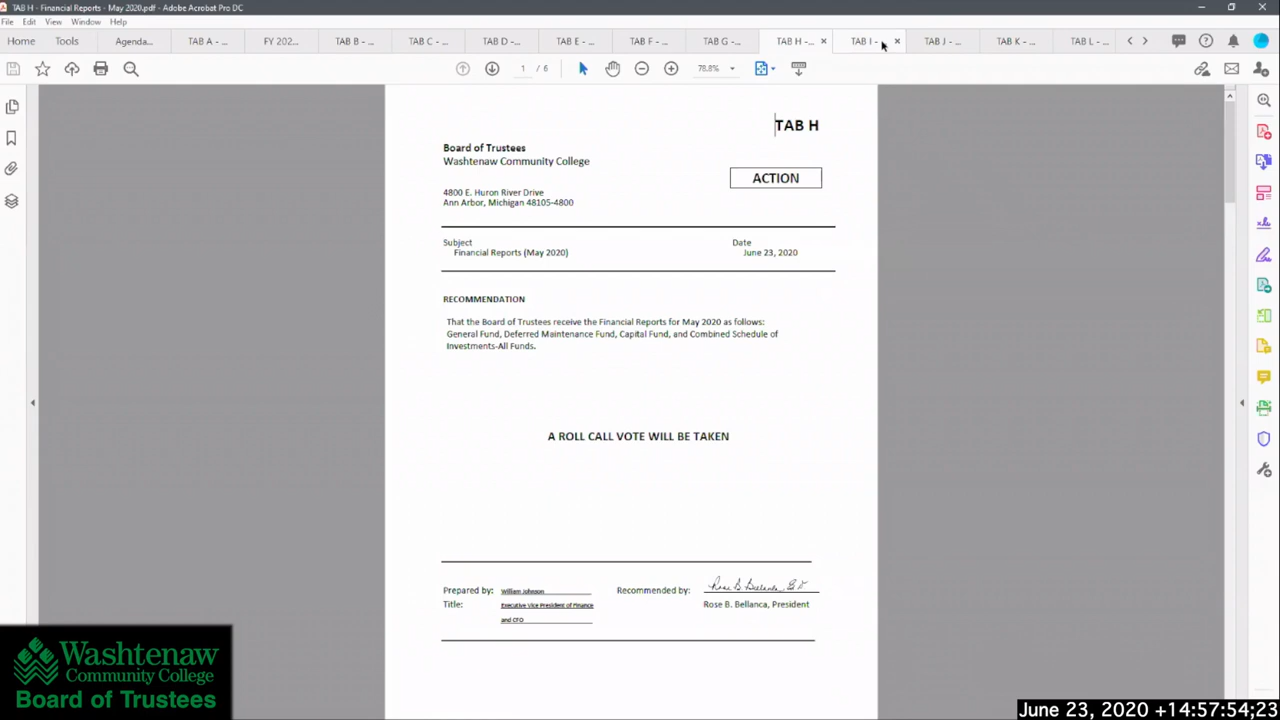 TAB H - Financial Reports - May 2020.pdf - Adobe Acrobat Pro DC
File Edit View Window Help
Home Tools Agenda... TAB A - ... FY 202... TAB B - ... TAB C - ... TAB D -... TAB E - ... TAB F - ... TAB G -... TAB H -... TAB I - TAB J - ... TAB K - ... TAB L - ...
1 / 6 78.8%
TAB H
Board of Trustees
Washtenaw Community College
ACTION
4800 E. Huron River Drive
Ann Arbor, Michigan 48105-4800
Subject Date
Financial Reports (May 2020) June 23, 2020
RECOMMENDATION
That the Board of Trustees receive the Financial Reports for May 2020 as follows:
General Fund, Deferred Maintenance Fund, Capital Fund, and Combined Schedule of
Investments-All Funds.
A ROLL CALL VOTE WILL BE TAKEN
Prepared by: William Johnson Recommended by: Rose B. Bellanca
Title: Executive Vice President of Finance Rose B. Bellanca, President
and CFO
Washtenaw
Community College
Board of Trustees
June 23, 2020 +14:57:54;23